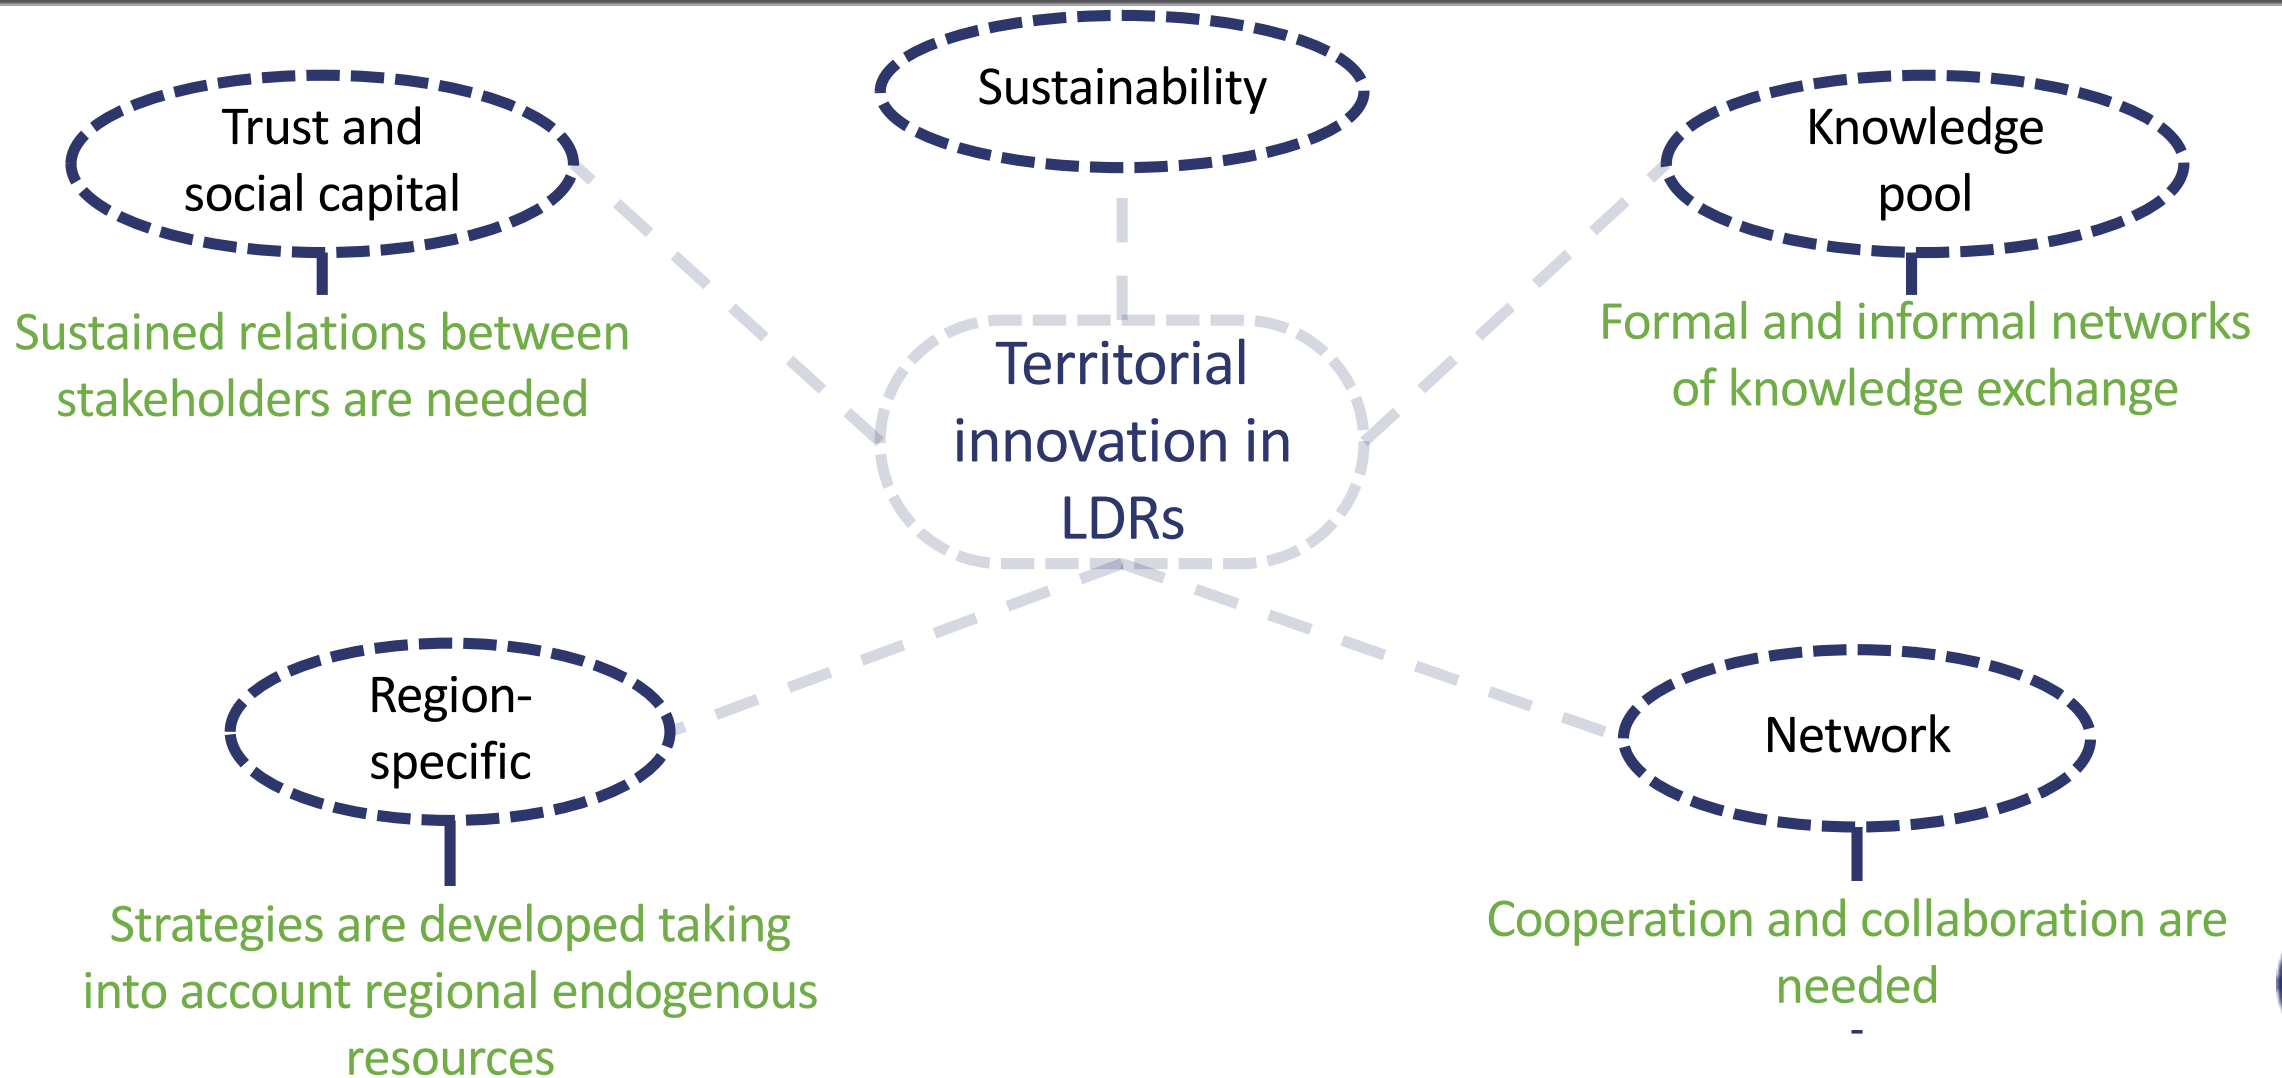 Sustainability
Trust and
social capital
Knowledge
pool
Sustained relations between
stakeholders are needed
Formal and informal networks
of knowledge exchange
Territorial
innovation in
LDRs
Region-
specific
Network
Strategies are developed taking
into account regional endogenous
resources
Cooperation and collaboration are
needed
-